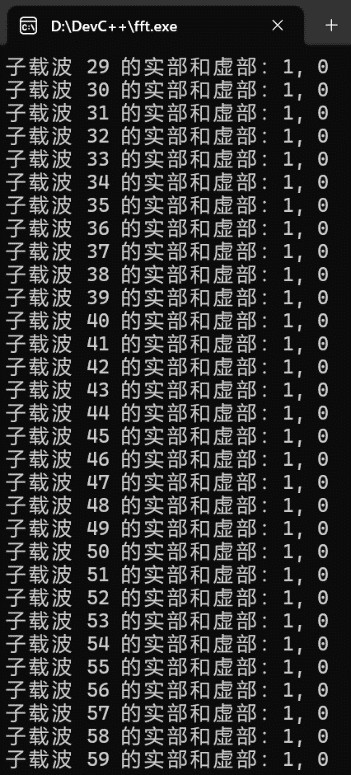 D:\DevC++\fft.exe
子载波 29 的实部和虚部: 1, 0
子载波 30 的实部和虚部: 1, 0
子载波 31 的实部和虚部: 1, 0
子载波 32 的实部和虚部: 1, 0
子载波 33 的实部和虚部: 1, 0
子载波 34 的实部和虚部: 1, 0
子载波 35 的实部和虚部: 1, 0
子载波 36 的实部和虚部: 1, 0
子载波 37 的实部和虚部: 1, 0
子载波 38 的实部和虚部: 1, 0
子载波 39 的实部和虚部: 1, 0
子载波 40 的实部和虚部: 1, 0
子载波 41 的实部和虚部: 1, 0
子载波 42 的实部和虚部: 1, 0
子载波 43 的实部和虚部: 1, 0
子载波 44 的实部和虚部: 1, 0
子载波 45 的实部和虚部: 1, 0
子载波 46 的实部和虚部: 1, 0
子载波 47 的实部和虚部: 1, 0
子载波 48 的实部和虚部: 1, 0
子载波 49 的实部和虚部: 1, 0
子载波 50 的实部和虚部: 1, 0
子载波 51 的实部和虚部: 1, 0
子载波 52 的实部和虚部: 1, 0
子载波 53 的实部和虚部: 1, 0
子载波 54 的实部和虚部: 1, 0
子载波 55 的实部和虚部: 1, 0
子载波 56 的实部和虚部: 1, 0
子载波 57 的实部和虚部: 1, 0
子载波 58 的实部和虚部: 1, 0
子载波 59 的实部和虚部: 1, 0